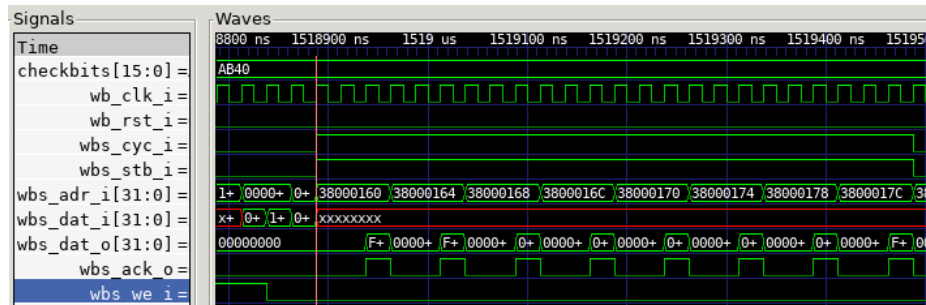 Signals
Waves
Time
8800 ns 1518900 ns 1519 us 1519100 ns 1519200 ns 1519300 ns 1519400 ns 15195
checkbits[15:0] = AB40
wb_clk_i =
wb_rst_i =
wbs_cyc_i =
wbs_stb_i =
wbs_adr_i[31:0] = 1+ 0000+ 0+ 38000160 38000164 38000168 3800016C 38000170 38000174 38000178 3800017C 38
wbs_dat_i[31:0] = x+ 0+ 1+ 0+ xxxxxxxx
wbs_dat_o[31:0] = 00000000 F+ 0000+ F+ 0000+ 0+ 0000+ 0+ 0000+ 0+ 0000+ 0+ 0000+ 0+ 0000+ F+ 00
wbs_ack_o =
wbs_we_i =